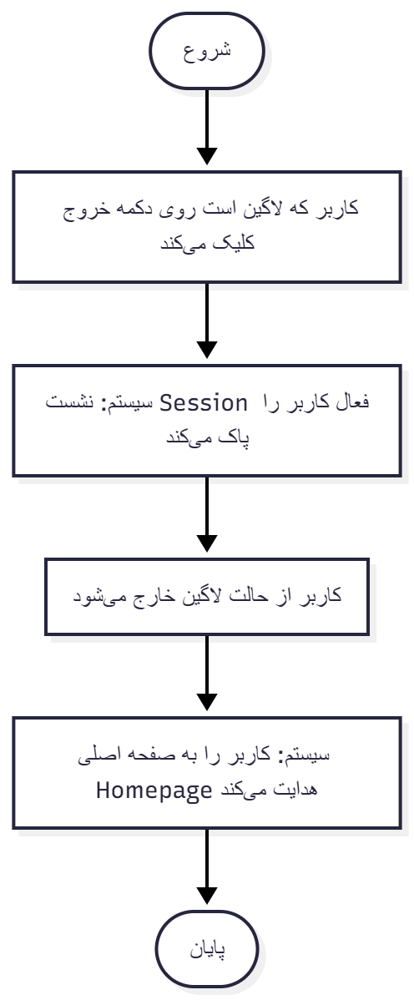 شروع
کاربر که لاگین است روی دکمه خروج
کلیک می‌کند
سیستم: نشست Session فعال کاربر را
پاک می‌کند
کاربر از حالت لاگین خارج می‌شود
سیستم: کاربر را به صفحه اصلی
Homepage هدایت می‌کند
پایان